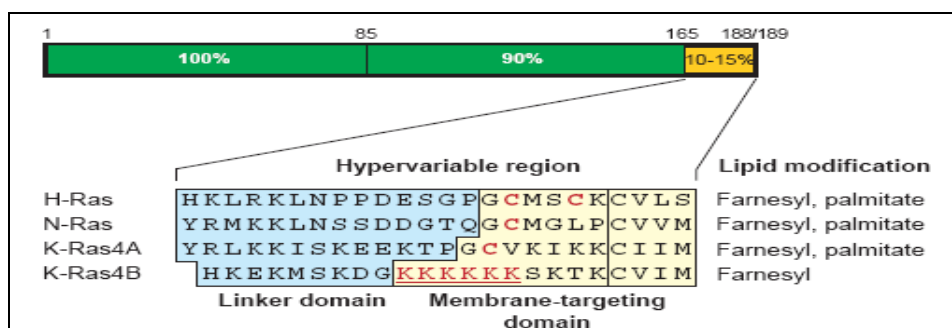 1 85 165 188/189
100% 90% 10-15%
Hypervariable region Lipid modification
H-Ras HKLRKLNPPDESGPGCMSCKCVLS Farnesyl, palmitate
N-Ras YRMKKLNSSDDGTQGCMGLPCVVM Farnesyl, palmitate
K-Ras4A YRLKKISKEEKTPGCVKIKKCIIM Farnesyl, palmitate
K-Ras4B HKEKMSKDGKKKKKKSKTKCVIM Farnesyl
Linker domain Membrane-targeting
domain